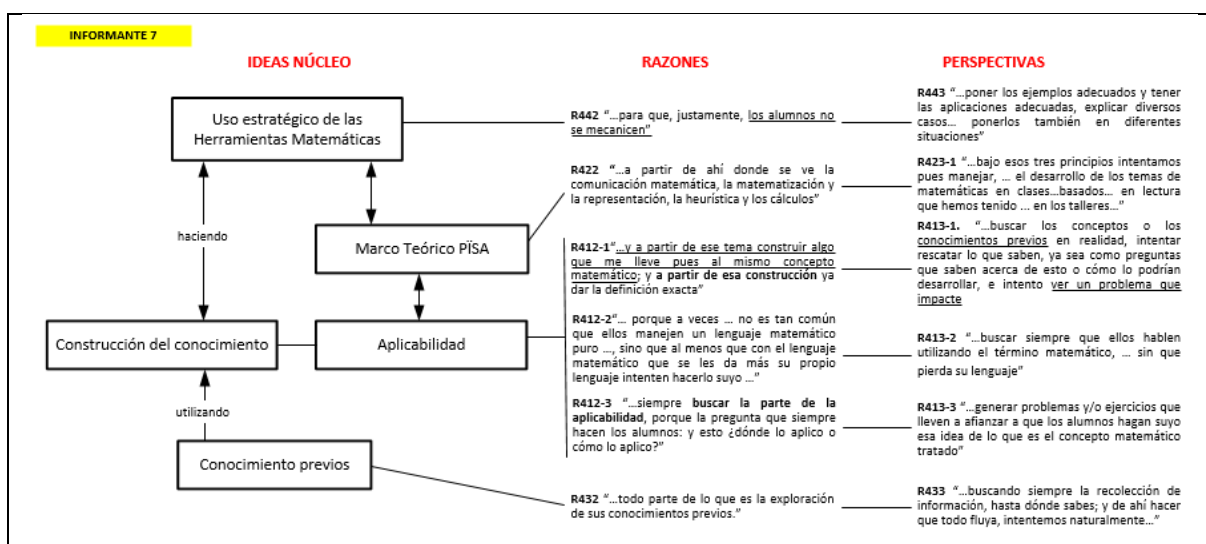 INFORMANTE 7
IDEAS NÚCLEO
RAZONES
PERSPECTIVAS
Uso estratégico de las
Herramientas Matemáticas
haciendo
Marco Teórico PÏSA
Construcción del conocimiento
Aplicabilidad
utilizando
Conocimiento previos
R442 “…para que, justamente, los alumnos no
se mecanicen”
R422 “…a partir de ahí donde se ve la
comunicación matemática, la matematización y
la representación, la heurística y los cálculos”
R412-1“…y a partir de ese tema construir algo
que me lleve pues al mismo concepto
matemático; y a partir de esa construcción ya
dar la definición exacta”
R412-2“… porque a veces … no es tan común
que ellos manejen un lenguaje matemático
puro …, sino que al menos que con el lenguaje
matemático que se les da más su propio
lenguaje intenten hacerlo suyo …”
R412-3 “…siempre buscar la parte de la
aplicabilidad, porque la pregunta que siempre
hacen los alumnos: y esto ¿dónde lo aplico o
cómo lo aplico?”
R432 “…todo parte de lo que es la exploración
de sus conocimientos previos.”
R443 “…poner los ejemplos adecuados y tener
las aplicaciones adecuadas, explicar diversos
casos… ponerlos también en diferentes
situaciones”
R423-1 “…bajo esos tres principios intentamos
pues manejar, … el desarrollo de los temas de
matemáticas en clases…basados… en lectura
que hemos tenido … en los talleres…”
R413-1. “…buscar los conceptos o los
conocimientos previos en realidad, intentar
rescatar lo que saben, ya sea como preguntas
que saben acerca de esto o cómo lo podrían
desarrollar, e intento ver un problema que
impacte
R413-2 “…buscar siempre que ellos hablen
utilizando el término matemático, … sin que
pierda su lenguaje”
R413-3 “…generar problemas y/o ejercicios que
lleven a afianzar a que los alumnos hagan suyo
esa idea de lo que es el concepto matemático
tratado”
R433 “…buscando siempre la recolección de
información, hasta dónde sabes; y de ahí hacer
que todo fluya, intentemos naturalmente…”